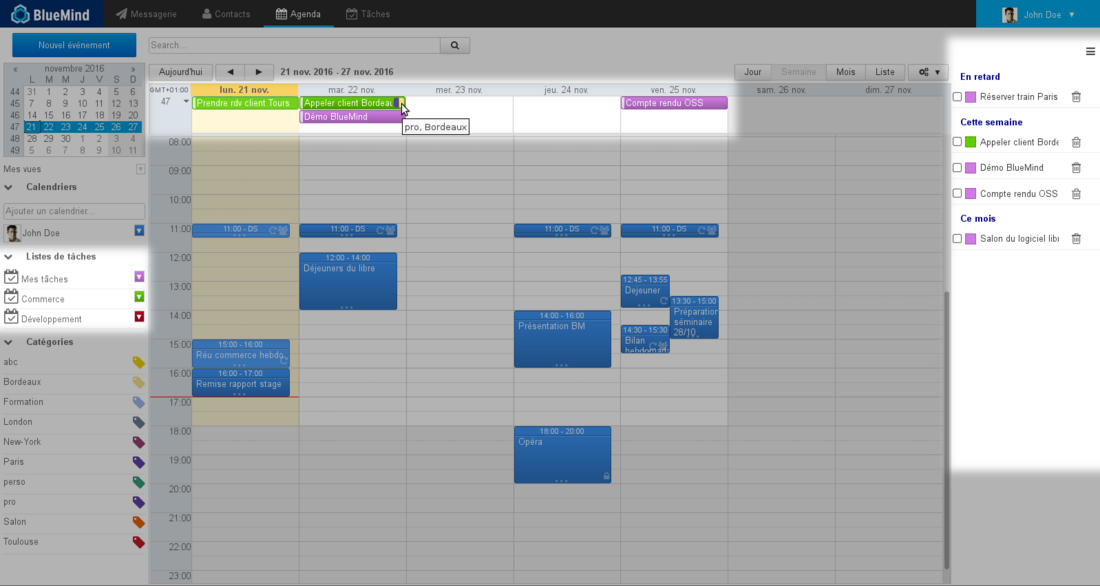 BlueMind
Messagerie
Contacts
Agenda
Tâches
John Doe
Nouvel événement
Search...
« novembre 2016 »
L M M J V S D
44 31 1 2 3 4 5 6
45 7 8 9 10 11 12 13
46 14 15 16 17 18 19 20
47 21 22 23 24 25 26 27
48 28 29 30 1 2 3 4
49 5 6 7 8 9 10 11
Mes vues
Calendriers
Ajouter un calendrier...
John Doe
Listes de tâches
Mes tâches
Commerce
Développement
Catégories
abc
Bordeaux
Formation
London
New-York
Paris
perso
pro
Salon
Toulouse
Aujourd'hui
21 nov. 2016 - 27 nov. 2016
Jour Semaine Mois Liste
GMT+01:00 lun. 21 nov. mar. 22 nov. mer. 23 nov. jeu. 24 nov. ven. 25 nov. sam. 26 nov. dim. 27 nov.
47
Prendre rdv client Tours
Appeler client Bordeau
Compte rendu OSS
Démo BlueMind
pro, Bordeaux
08:00
09:00
10:00
11:00
11:00 - DS
11:00 - DS
11:00 - DS
11:00 - DS
12:00
12:00 - 14:00
Déjeuners du libre
13:00
12:45 - 13:55
Dejeuner
13:30 - 15:00
Préparation
séminaire
28/10
14:00
14:00 - 16:00
Présentation BM
14:30 - 15:30
Bilan
hebdomad
15:00
15:00 - 16:00
Réu commerce hebdo
16:00
16:00 - 17:00
Remise rapport stage
17:00
18:00
18:00 - 20:00
Opéra
19:00
20:00
21:00
22:00
23:00
En retard
Réserver train Paris
Cette semaine
Appeler client Borde
Démo BlueMind
Compte rendu OSS
Ce mois
Salon du logiciel libr